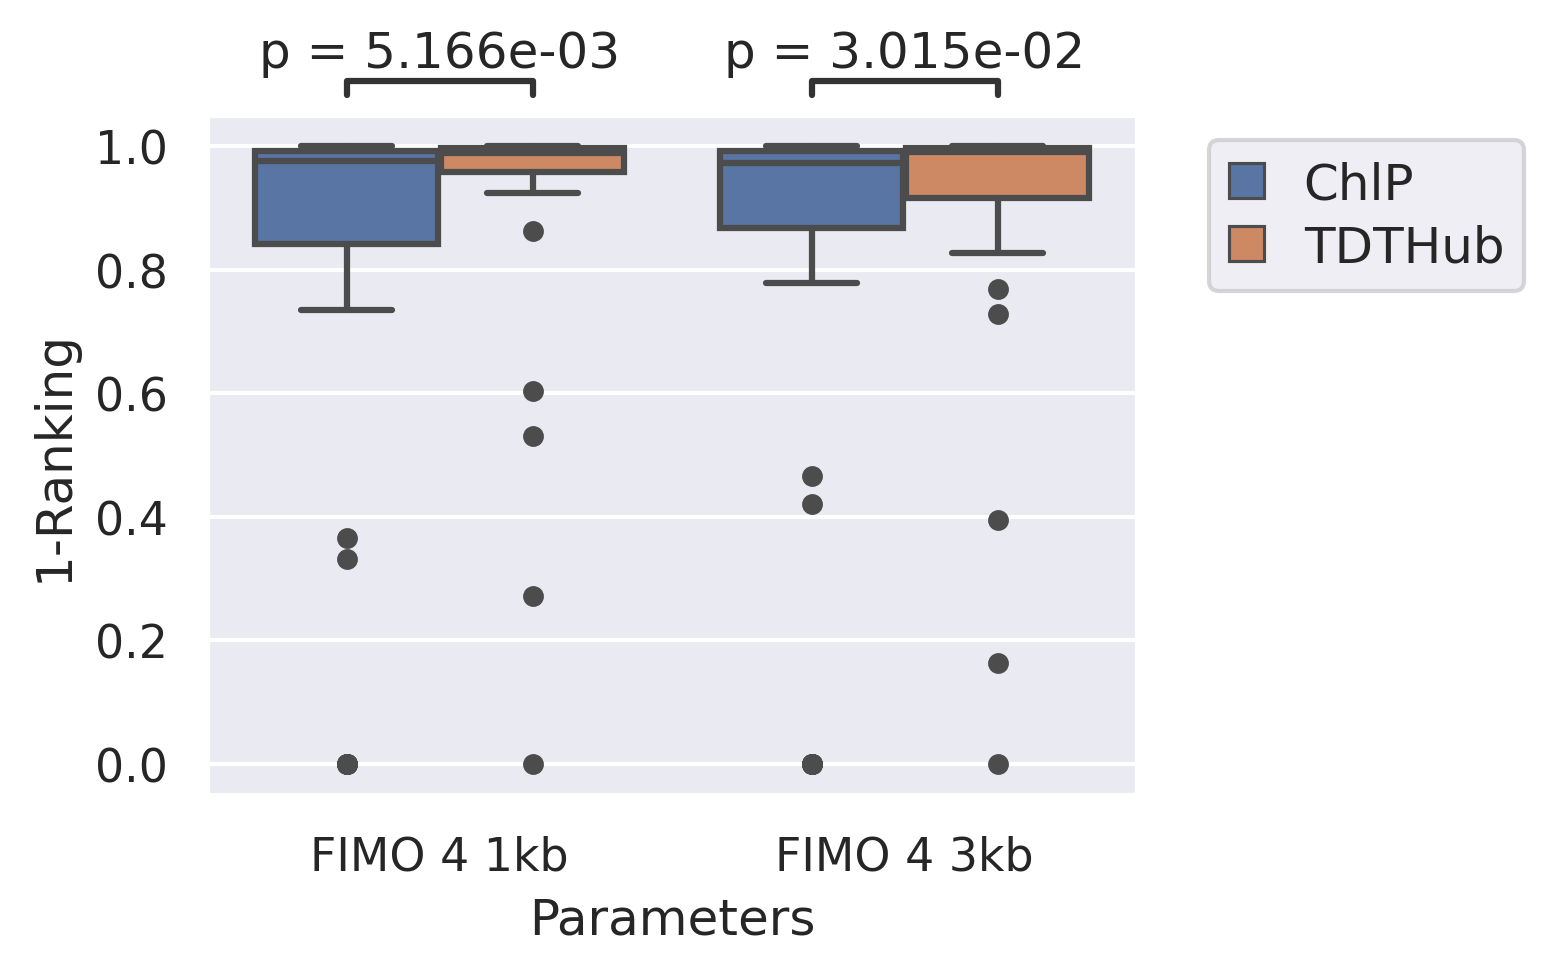 p = 5.166e-03 p = 3.015e-02
1.0
0.8
0.6
0.4
0.2
0.0
1-Ranking
FIMO 4 1kb FIMO 4 3kb
Parameters
ChlP
TDTHub